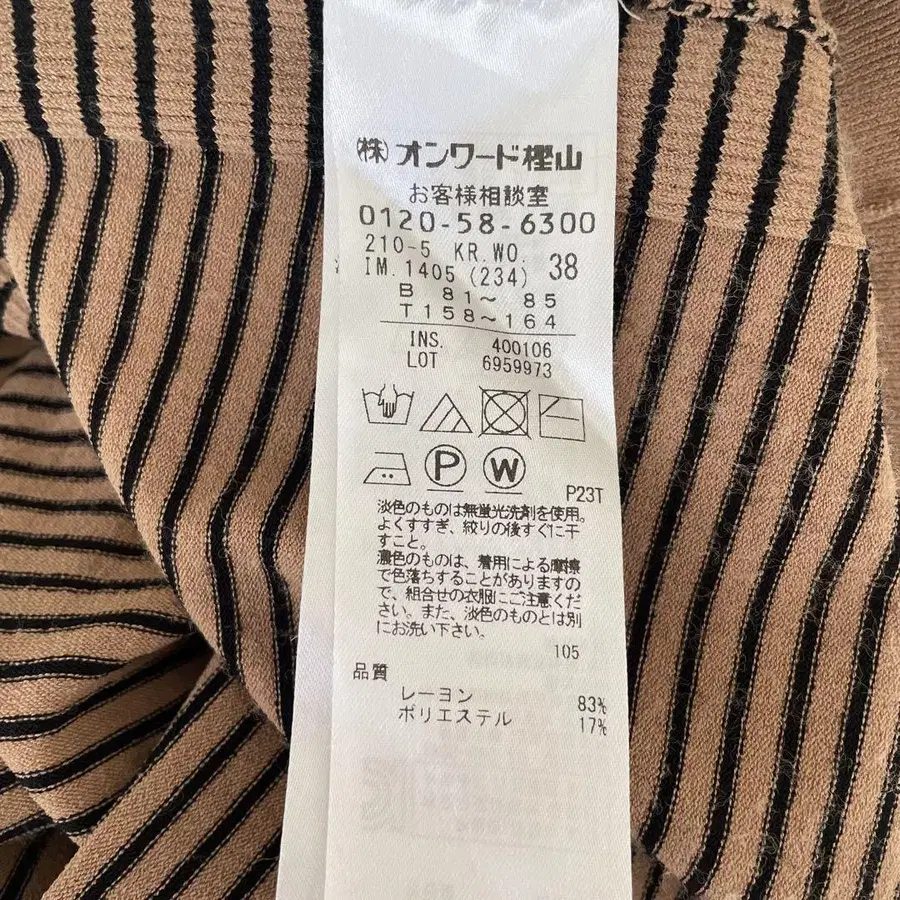 (株)オンワード樫山
お客様相談室
0120-58-6300
210-5 KR.WO.
IM.1405 (234) 38
B 81～ 85
T158～164
INS. 400106
LOT 6959973
P W
P23T
淡色のものは無蛍光洗剤を使用。
よくすすぎ、絞りの後すぐに干
すこと。
濃色のものは、着用による摩擦
で色落ちすることがありますの
で、組合せの衣服にご注意くだ
さい。また、淡色のものとは別
にお洗い下さい。
105
品質
レーヨン 83%
ポリエステル 17%